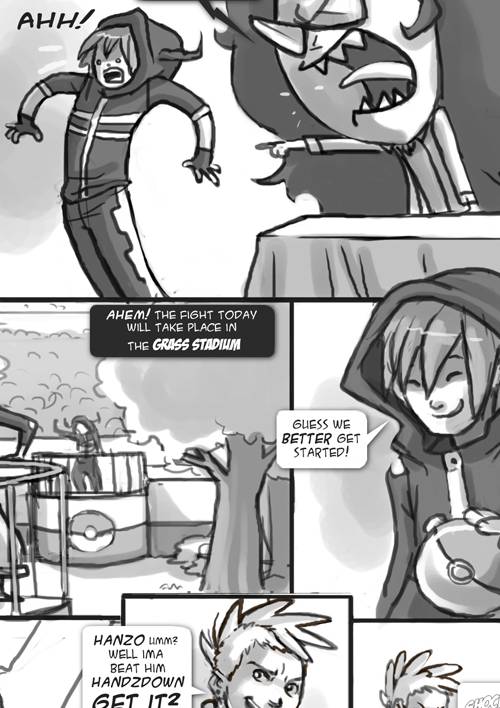 AHH!
AHEM! THE FIGHT TODAY
WILL TAKE PLACE IN
THE GRASS STADIUM
GUESS WE
BETTER GET
STARTED!
HANZO UMM?
WELL IMA
BEAT HIM
HANDZDOWN
GET IT?